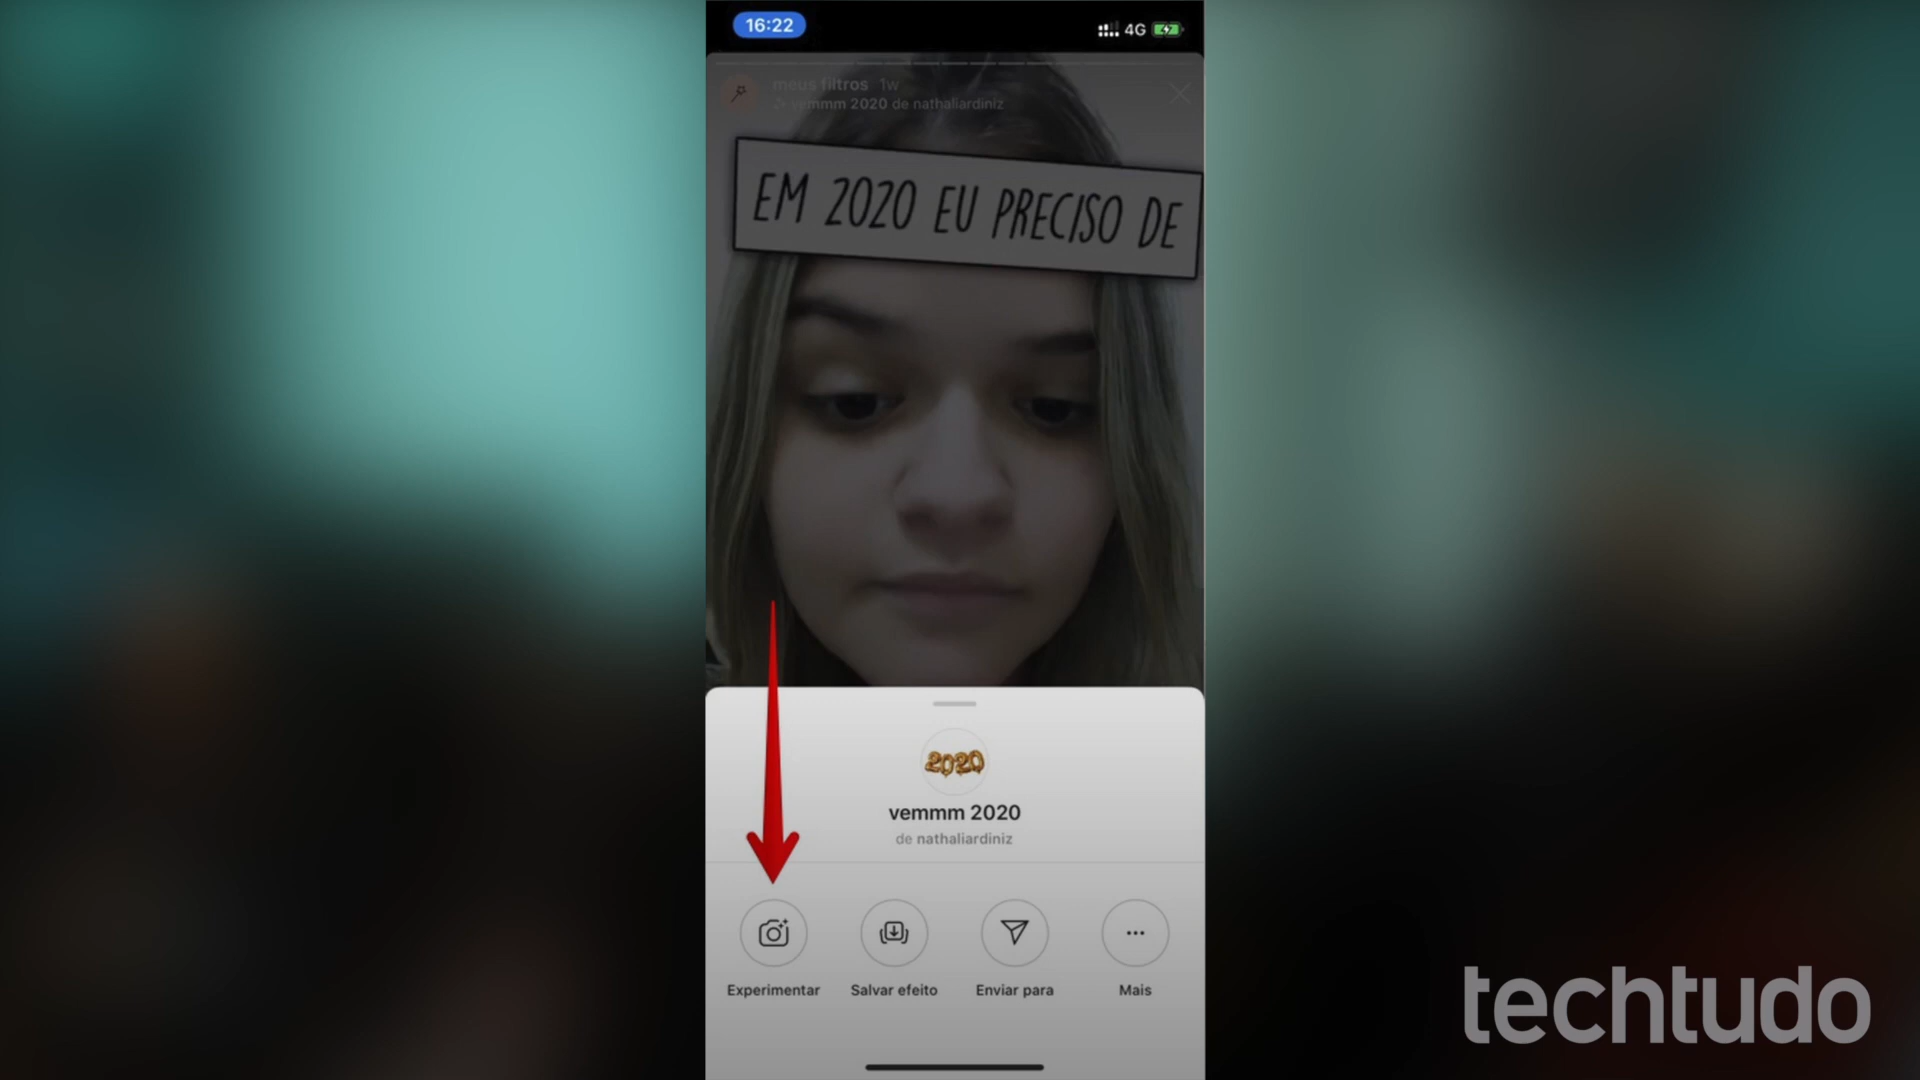 16:22
4G
meus filtros 1w
vemmm 2020 de nathaliardiniz
EM 2020 EU PRECISO DE
2020
vemmm 2020
de nathaliardiniz
Experimentar
Salvar efeito
Enviar para
Mais
techtudo